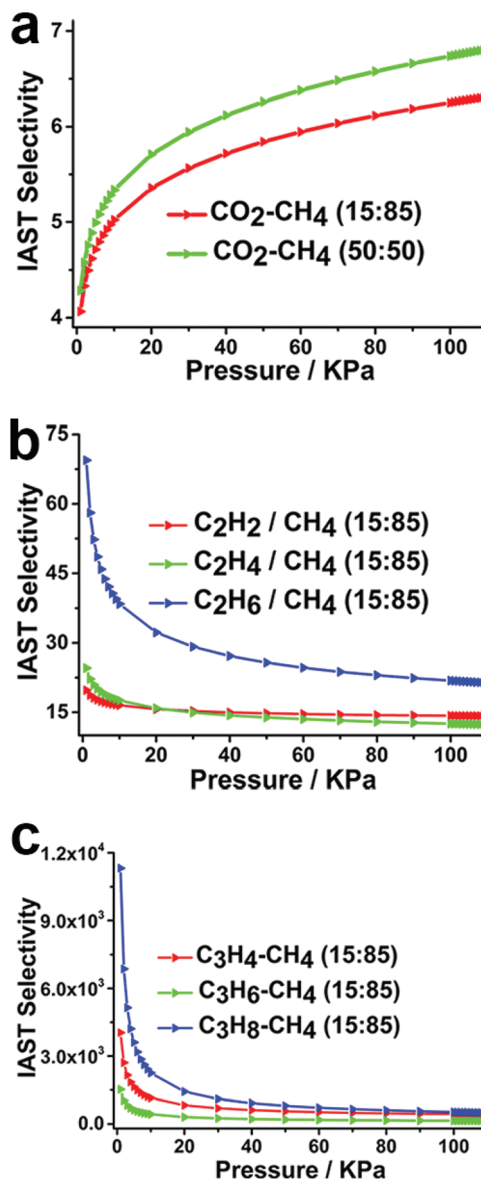 a
7
6
5
4
IAST Selectivity
CO2-CH4 (15:85)
CO2-CH4 (50:50)
0 20 40 60 80 100
Pressure / KPa
b
75
60
45
30
15
IAST Selectivity
C2H2 / CH4 (15:85)
C2H4 / CH4 (15:85)
C2H6 / CH4 (15:85)
0 20 40 60 80 100
Pressure / KPa
c
1.2x10^4
9.0x10^3
6.0x10^3
3.0x10^3
0.0
IAST Selectivity
C3H4-CH4 (15:85)
C3H6-CH4 (15:85)
C3H8-CH4 (15:85)
0 20 40 60 80 100
Pressure / KPa